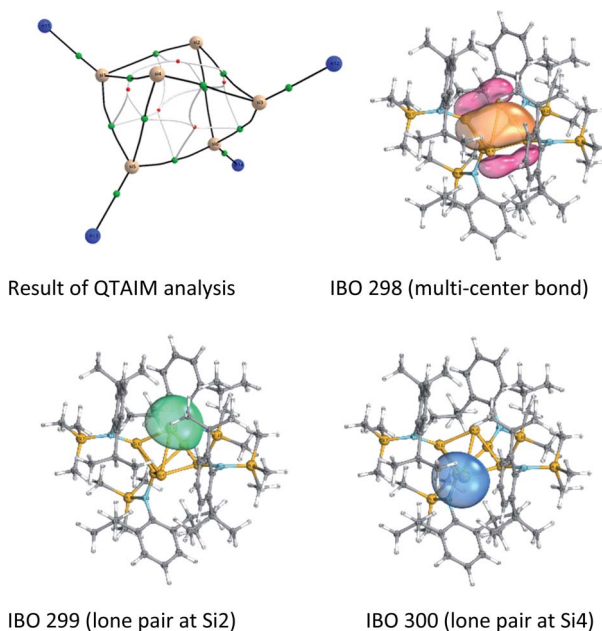 Result of QTAIM analysis
IBO 298 (multi-center bond)
IBO 299 (lone pair at Si2)
IBO 300 (lone pair at Si4)